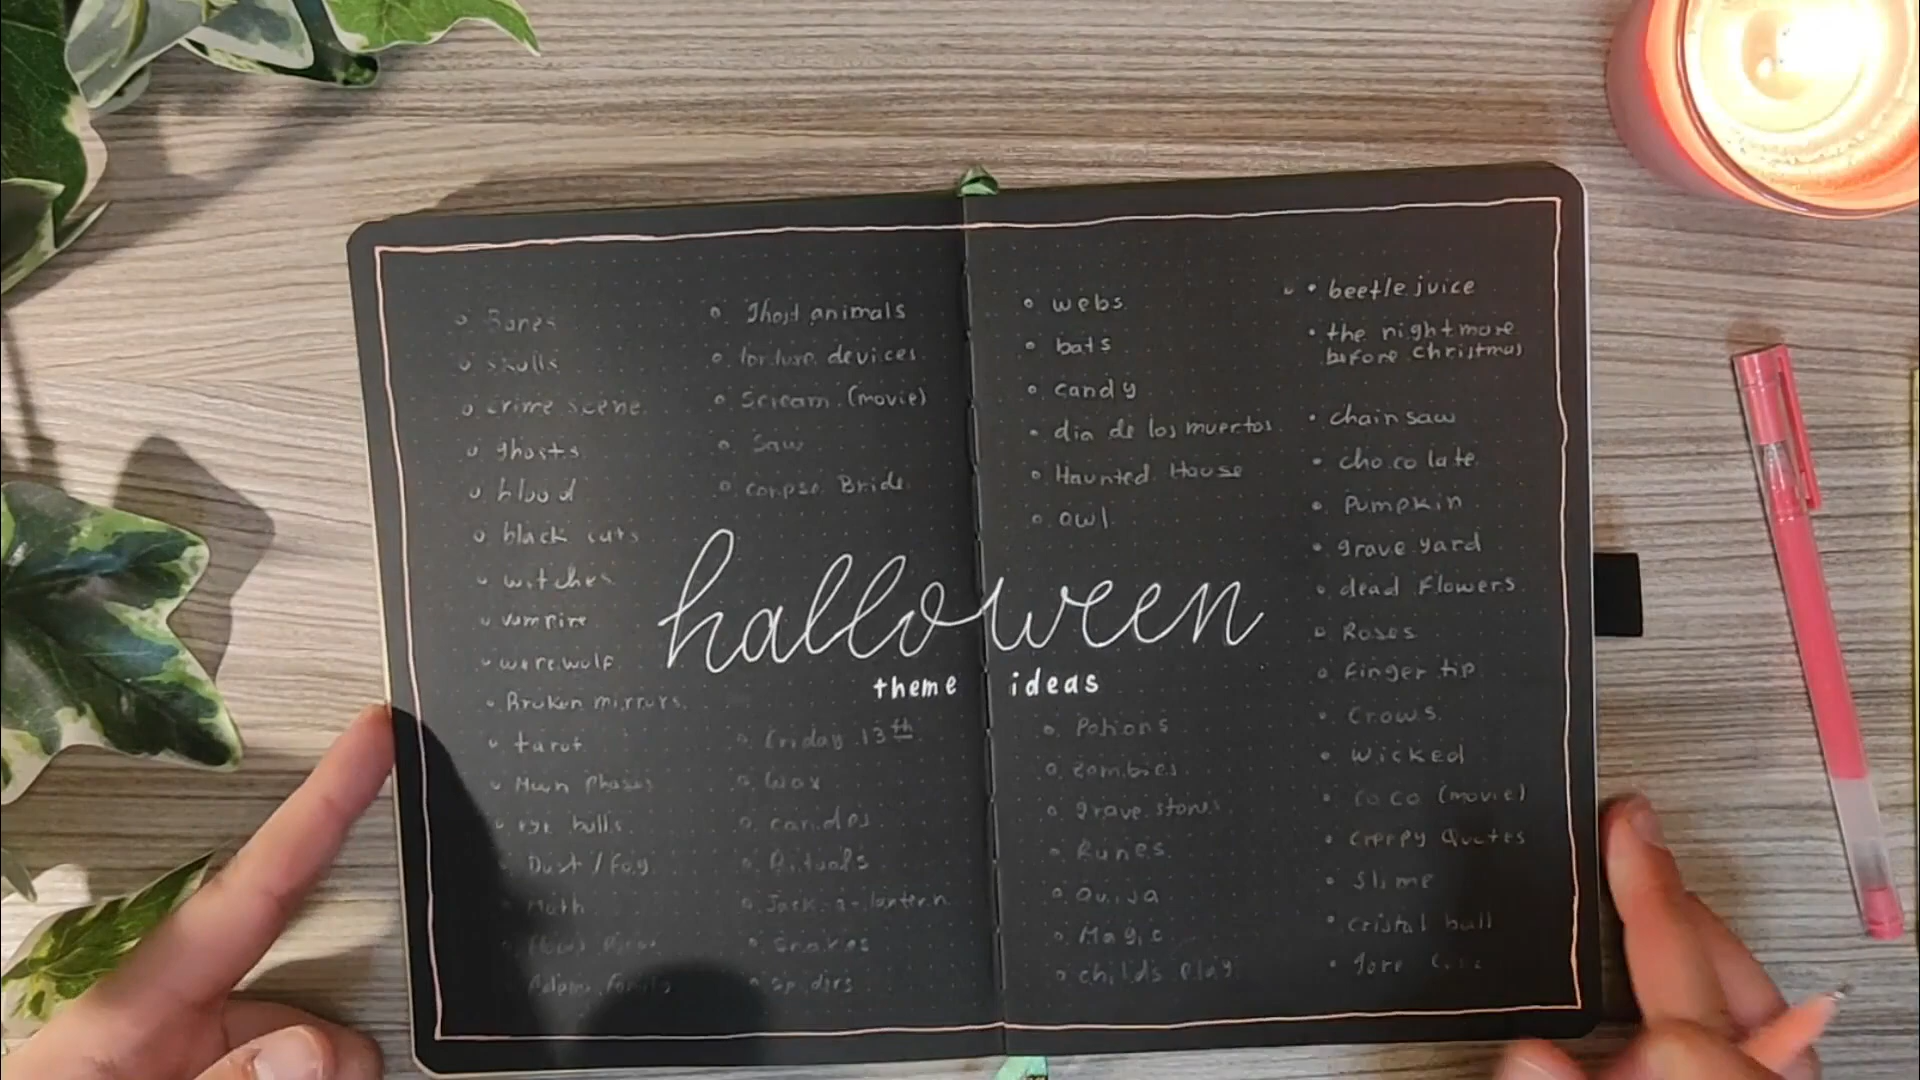 Bones
skulls
crime scene
ghosts
blood
black cats
witches
vampire
werewolf
Broken mirrors
tarot
Moon Phases
eye balls
Dust / Fog
Moth
Adams Family
Ghost animals
torture devices
Scream (movie)
Saw
corpse Bride
halloween
theme ideas
Friday 13th
Wax
candles
Rituals
Jack-o-lantern
Snakes
spiders
webs
bats
candy
dia de los muertos
Haunted House
owl
Potions
Zombies
grave stones
Runes
Ouija
Magic
childs play
beetle juice
the nightmare
before christmas
chainsaw
chocolate
Pumpkin
grave yard
dead Flowers
Roses
Finger tip
Crows
Wicked
Coco (movie)
Creepy Quotes
Slime
cristal ball